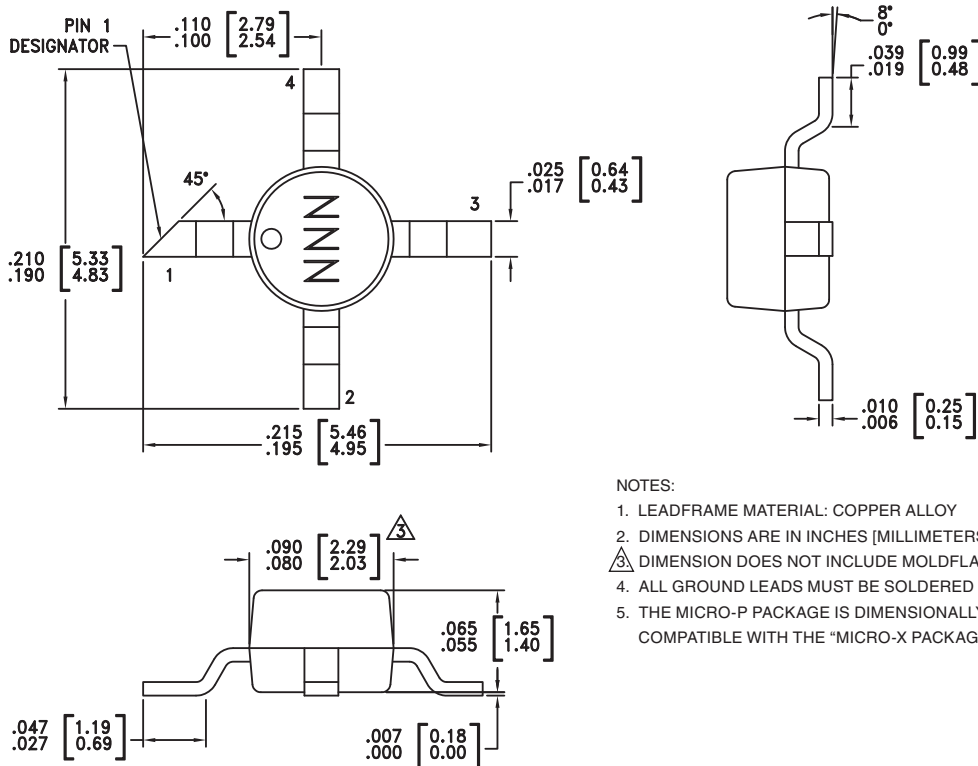 PIN 1
DESIGNATOR
.110 [2.79]
.100 [2.54]
4
45°
NNN
3
1
2
.025 [0.64]
.017 [0.43]
.210 [5.33]
.190 [4.83]
.215 [5.46]
.195 [4.95]
8°
0°
.039 [0.99]
.019 [0.48]
.010 [0.25]
.006 [0.15]
.090 [2.29]
.080 [2.03]
3
.065 [1.65]
.055 [1.40]
.047 [1.19]
.027 [0.69]
.007 [0.18]
.000 [0.00]
NOTES:
1. LEADFRAME MATERIAL: COPPER ALLOY
2. DIMENSIONS ARE IN INCHES [MILLIMETERS
3. DIMENSION DOES NOT INCLUDE MOLDFLA
4. ALL GROUND LEADS MUST BE SOLDERED
5. THE MICRO-P PACKAGE IS DIMENSIONALLY
COMPATIBLE WITH THE “MICRO-X PACKAG